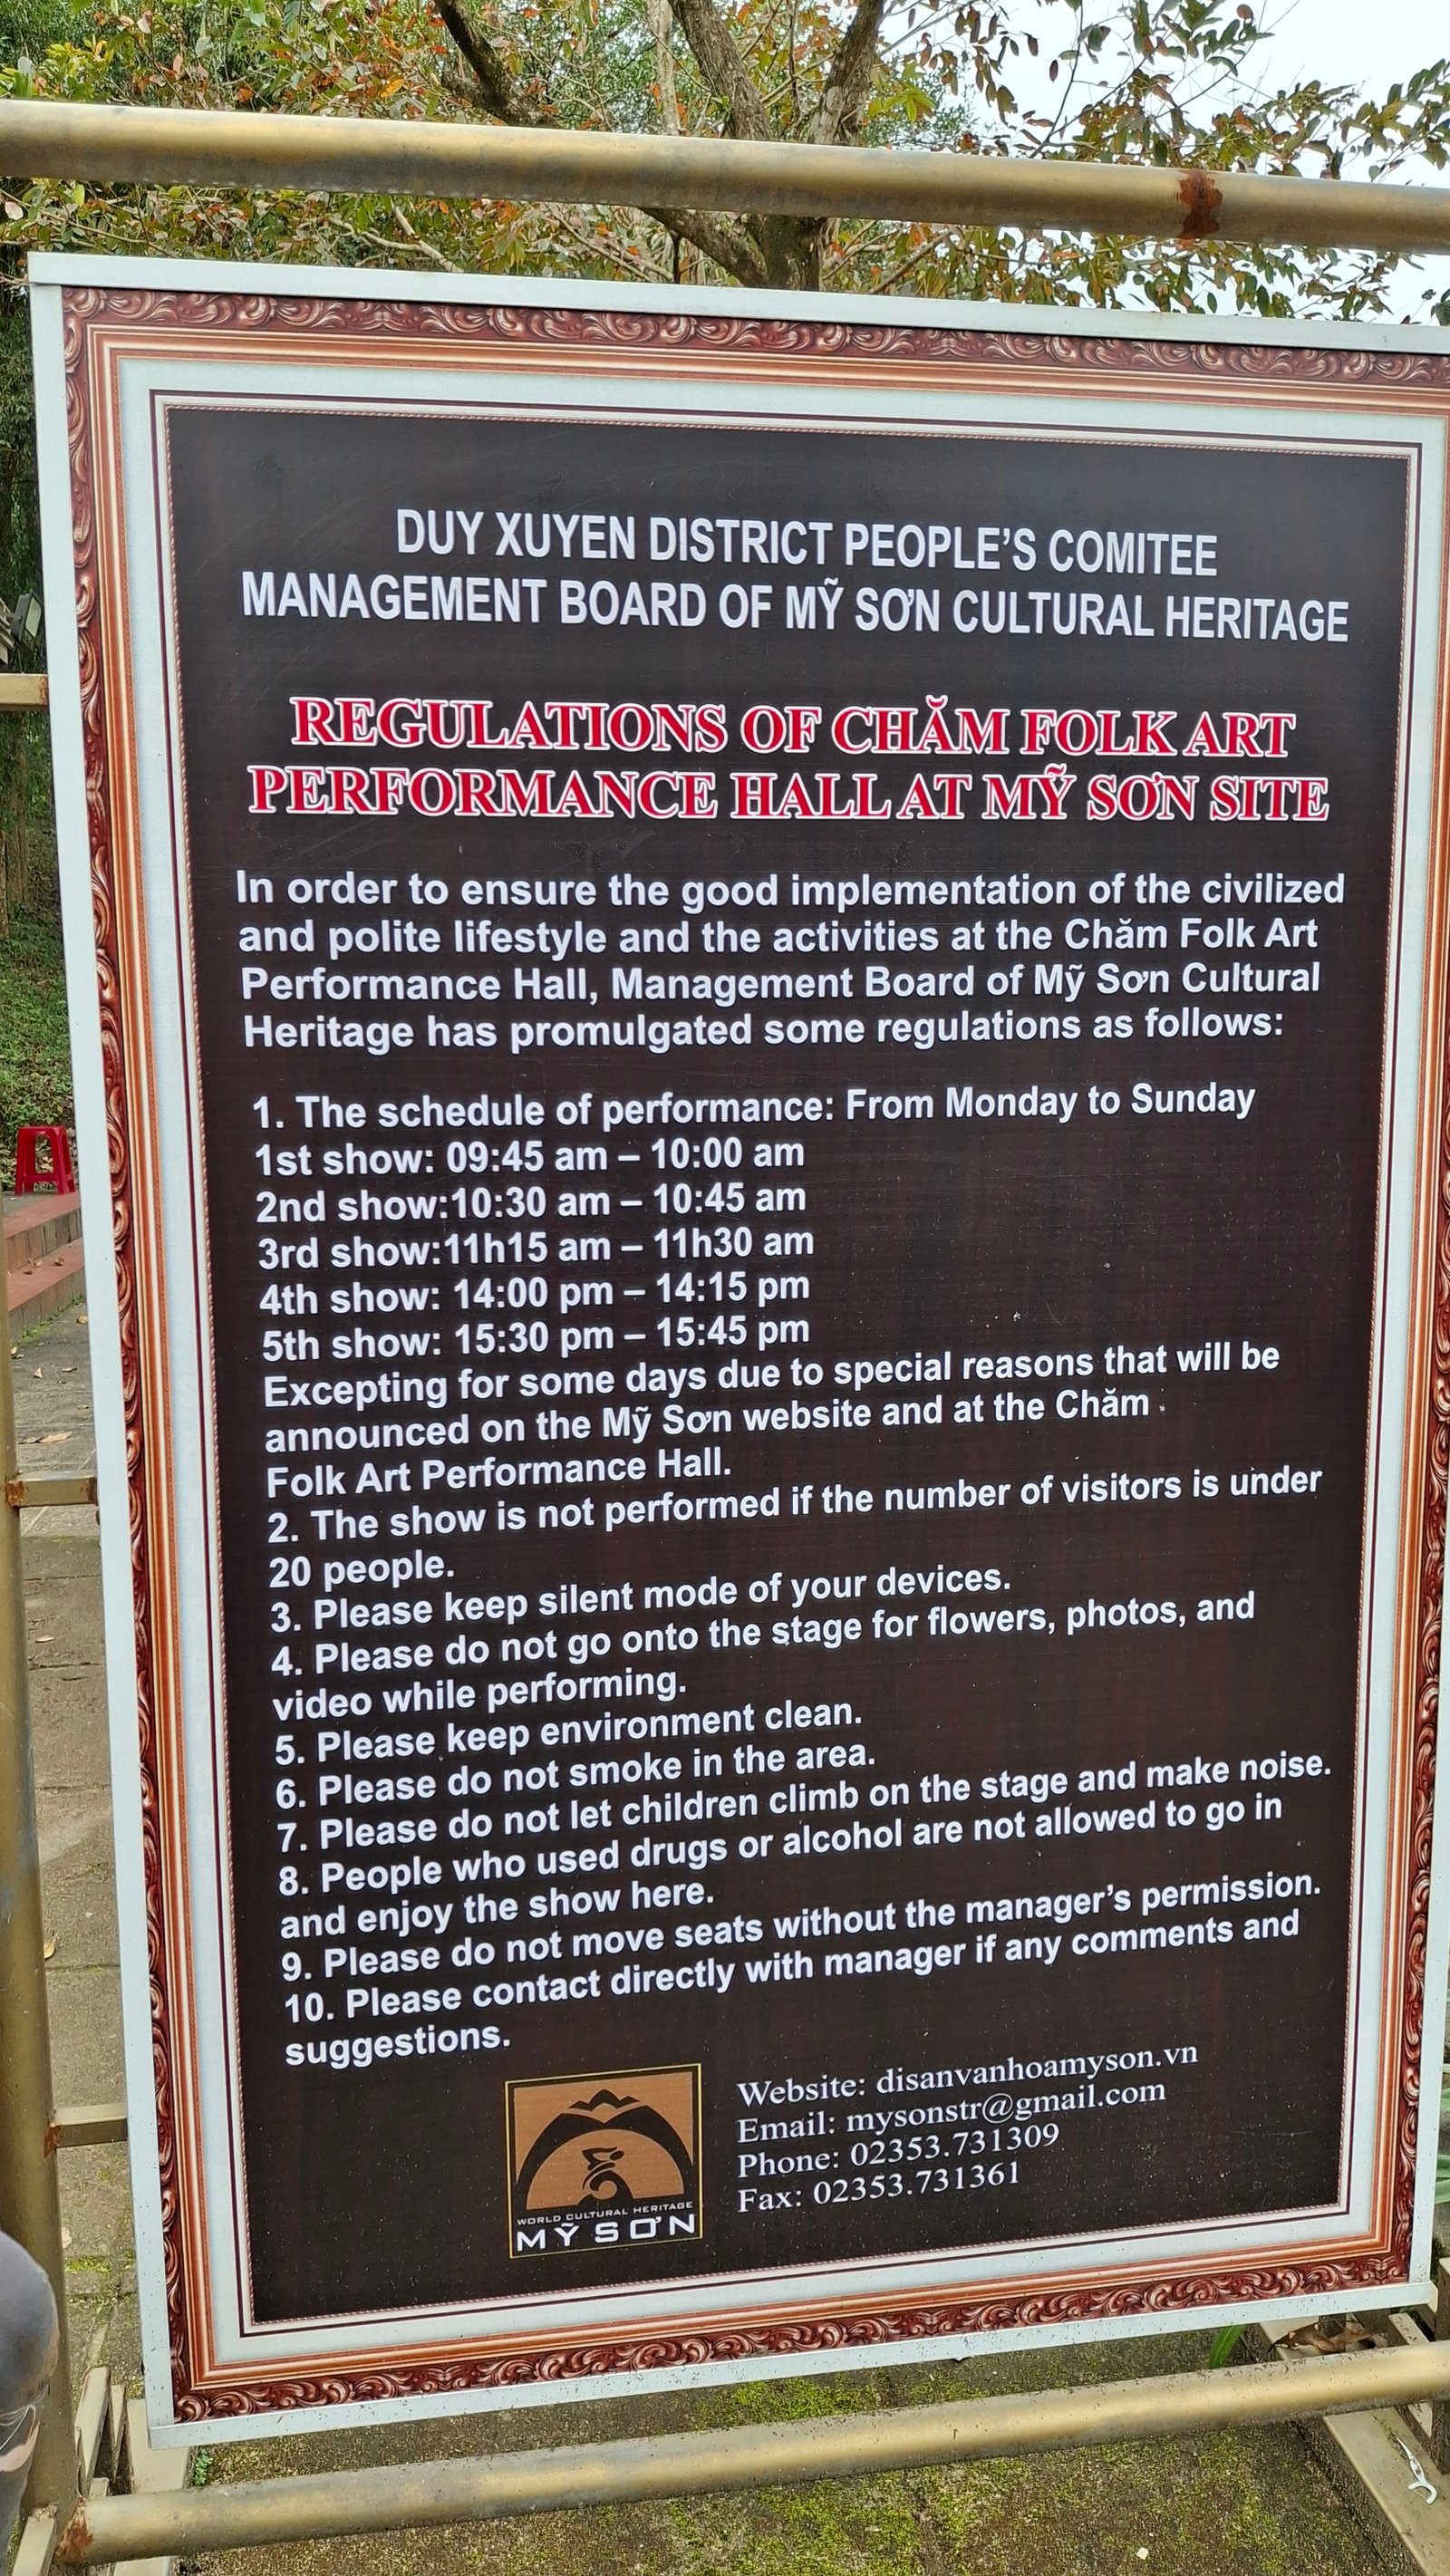 DUY XUYEN DISTRICT PEOPLE'S COMITEE
MANAGEMENT BOARD OF MỸ SƠN CULTURAL HERITAGE
REGULATIONS OF CHĂM FOLK ART
PERFORMANCE HALL AT MỸ SƠN SITE
In order to ensure the good implementation of the civilized
and polite lifestyle and the activities at the Chăm Folk Art
Performance Hall, Management Board of Mỹ Sơn Cultural
Heritage has promulgated some regulations as follows:
1. The schedule of performance: From Monday to Sunday
1st show: 09:45 am – 10:00 am
2nd show:10:30 am – 10:45 am
3rd show:11h15 am – 11h30 am
4th show: 14:00 pm – 14:15 pm
5th show: 15:30 pm – 15:45 pm
Excepting for some days due to special reasons that will be
announced on the Mỹ Sơn website and at the Chăm
Folk Art Performance Hall.
2. The show is not performed if the number of visitors is under
20 people.
3. Please keep silent mode of your devices.
4. Please do not go onto the stage for flowers, photos, and
video while performing.
5. Please keep environment clean.
6. Please do not smoke in the area.
7. Please do not let children climb on the stage and make noise.
8. People who used drugs or alcohol are not allowed to go in
and enjoy the show here.
9. Please do not move seats without the manager's permission.
10. Please contact directly with manager if any comments and
suggestions.
WORLD CULTURAL HERITAGE
MỸ SƠN
Website: disanvanhoamyson.vn
Email: mysonstr@gmail.com
Phone: 02353.731309
Fax: 02353.731361